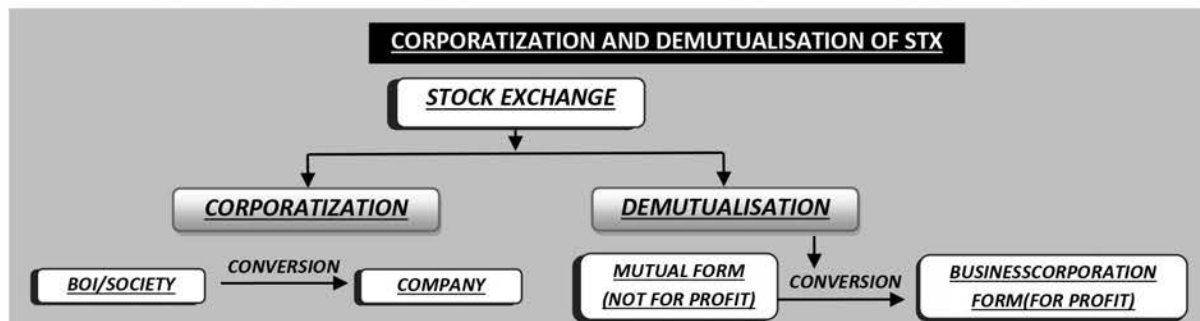 CORPORATIZATION AND DEMUTUALISATION OF STX
STOCK EXCHANGE
CORPORATIZATION
DEMUTUALISATION
BOI/SOCIETY
CONVERSION
COMPANY
MUTUAL FORM
(NOT FOR PROFIT)
CONVERSION
BUSINESSCORPORATION
FORM(FOR PROFIT)